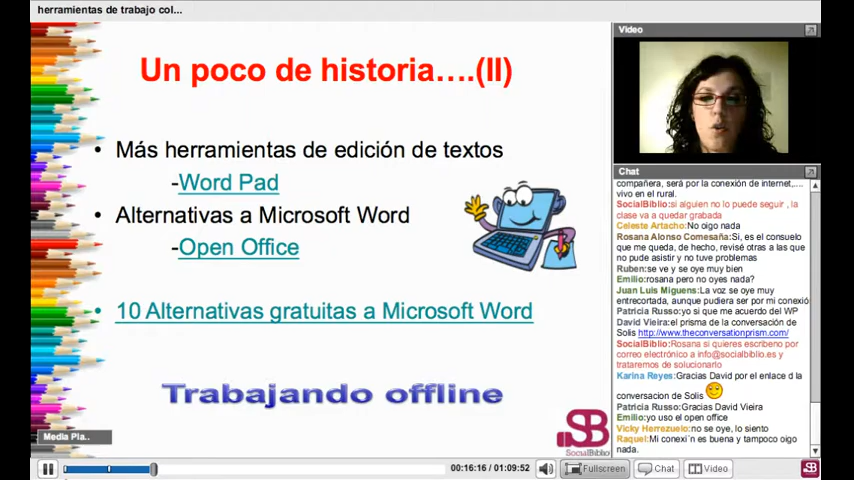 herramientas de trabajo col...
Un poco de historia....(II)
• Más herramientas de edición de textos
-Word Pad
• Alternativas a Microsoft Word
-Open Office
• 10 Alternativas gratuitas a Microsoft Word
Trabajando offline
SB
SocialBiblio
Media Pla..
Video
Chat
compañera, será por la conexión de internet,....
vivo en el rural.
SocialBiblio:si alguien no lo puede seguir , la
clase va a quedar grabada
Celeste Artacho:No oigo nada
Rosana Alonso Comesaña:Si, es el consuelo
que me queda, de hecho, revisé otras a las que
no pude asistir y no tuve problemas
Ruben:se ve y se oye muy bien
Emilio:rosana pero no oyes nada?
Juan Luis Miguens:La voz se oye muy
entrecortada, aunque pudiera ser por mi conexió
Patricia Russo:yo si que me acuerdo del WP
David Vieira:el prisma de la conversación de
Solis http://www.theconversationprism.com/
SocialBiblio:Rosana si quieres escribeno por
correo electrónico a info@socialbiblio.es y
trataremos de solucionarlo
Karina Reyes:Gracias David por el enlace d la
conversacion de Solis
Patricia Russo:Gracias David Vieira
Emilio:yo uso el open office
Vicky Herrezuelo:no se oye, lo siento
Raquel:Mi conexi`n es buena y tampoco oigo
nada.
00:16:16 / 01:09:52
Fullscreen
Chat
Video
SB